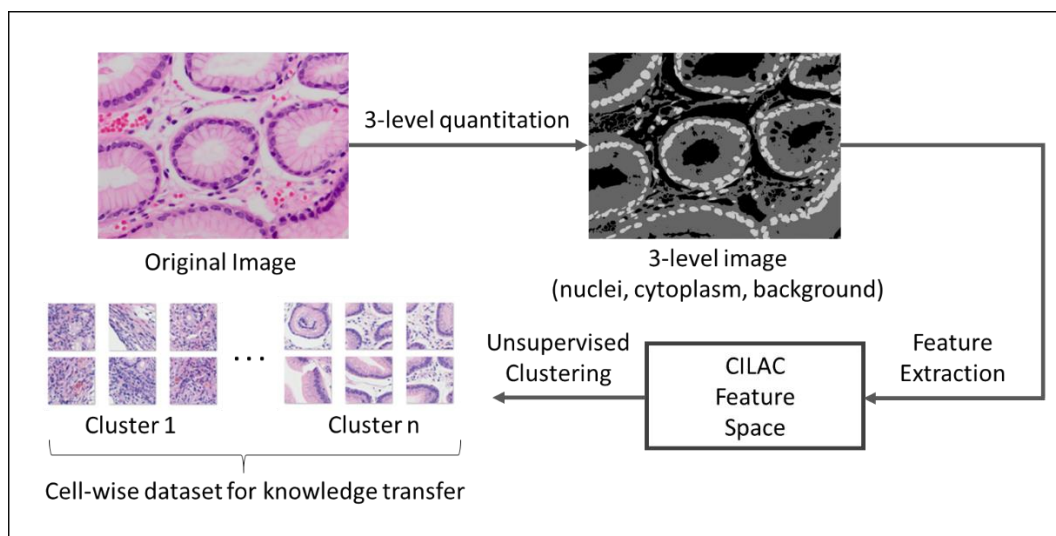 3-level quantitation
Original Image
3-level image
(nuclei, cytoplasm, background)
Feature
Extraction
CILAC
Feature
Space
Unsupervised
Clustering
...
Cluster 1
Cluster n
Cell-wise dataset for knowledge transfer